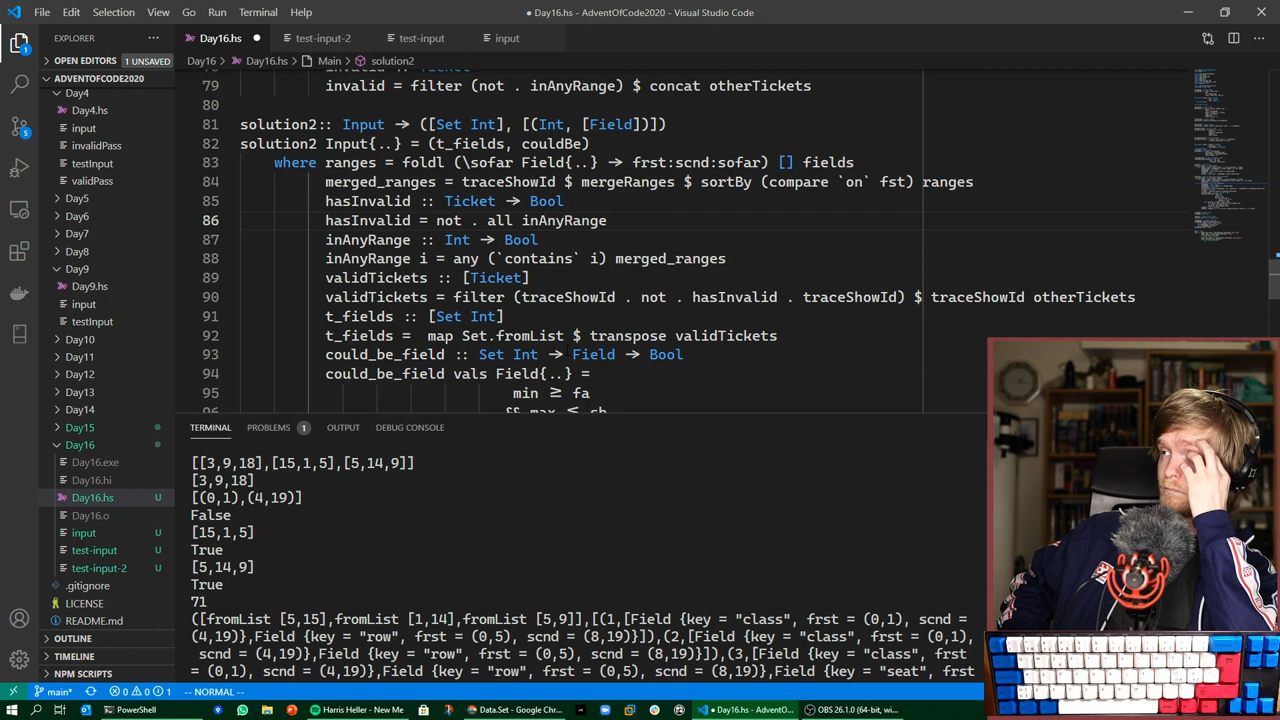 File Edit Selection View Go Run Terminal Help
● Day16.hs - AdventOfCode2020 - Visual Studio Code
EXPLORER
Day16.hs ● test-input-2 test-input input
Day16 > Day16.hs > Main > solution2
OPEN EDITORS 1 UNSAVED
ADVENTOFCODE2020
Day4
Day4.hs
input
invalidPass
testInput
validPass
Day5
Day6
Day7
Day8
Day9
Day9.hs
input
testInput
Day10
Day11
Day12
Day13
Day14
Day15
Day16
Day16.exe
Day16.hi
Day16.hs U
Day16.o
input U
test-input U
test-input-2 U
.gitignore
LICENSE
README.md
OUTLINE
TIMELINE
NPM SCRIPTS
79 invalid = filter (not . inAnyRange) $ concat otherTickets
80
81 solution2:: Input → ([Set Int], [(Int, [Field])])
82 solution2 Input{..} = (t_fields, couldBe)
83 where ranges = foldl (\sofar Field{..} → frst:scnd:sofar) [] fields
84 merged_ranges = traceShowId $ mergeRanges $ sortBy (compare `on` fst) ranges
85 hasInvalid :: Ticket → Bool
86 hasInvalid = not . all inAnyRange
87 inAnyRange :: Int → Bool
88 inAnyRange i = any (`contains` i) merged_ranges
89 validTickets :: [Ticket]
90 validTickets = filter (traceShowId . not . hasInvalid . traceShowId) $ traceShowId otherTickets
91 t_fields :: [Set Int]
92 t_fields = map Set.fromList $ transpose validTickets
93 could_be_field :: Set Int → Field → Bool
94 could_be_field vals Field{..} =
95 min ≥ fa
96 && max ≤ sb
TERMINAL PROBLEMS 1 OUTPUT DEBUG CONSOLE
[[3,9,18],[15,1,5],[5,14,9]]
[3,9,18]
[(0,1),(4,19)]
False
[15,1,5]
True
[5,14,9]
True
71
([fromList [5,15],fromList [1,14],fromList [5,9]],[(1,[Field {key = "class", frst = (0,1), scnd =
(4,19)},Field {key = "row", frst = (0,5), scnd = (8,19)}]),(2,[Field {key = "class", frst = (0,1),
scnd = (4,19)},Field {key = "row", frst = (0,5), scnd = (8,19)}]),(3,[Field {key = "class", frst =
(0,1), scnd = (4,19)},Field {key = "row", frst = (0,5), scnd = (8,19)},Field {key = "seat", frst
main* 0 0 1 -- NORMAL --
PowerShell Harris Heller - New Me Data.Set - Google Chr... ● Day16.hs - AdventOf... OBS 26.1.0 (64-bit, wi...